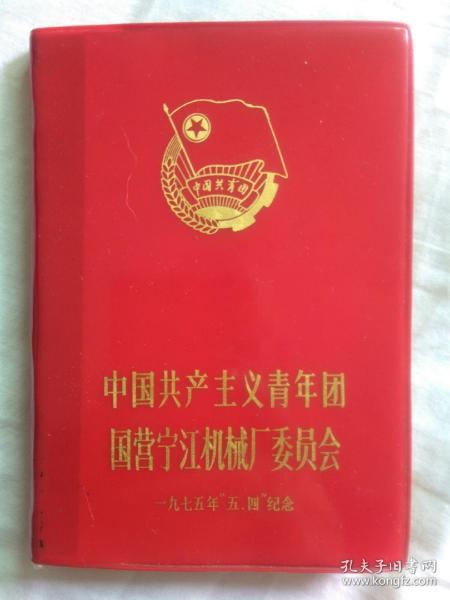 中国共青团
中国共产主义青年团
国营宁江机械厂委员会
一九七五年“五.四”纪念
孔夫子旧书网
www.kongfz.com